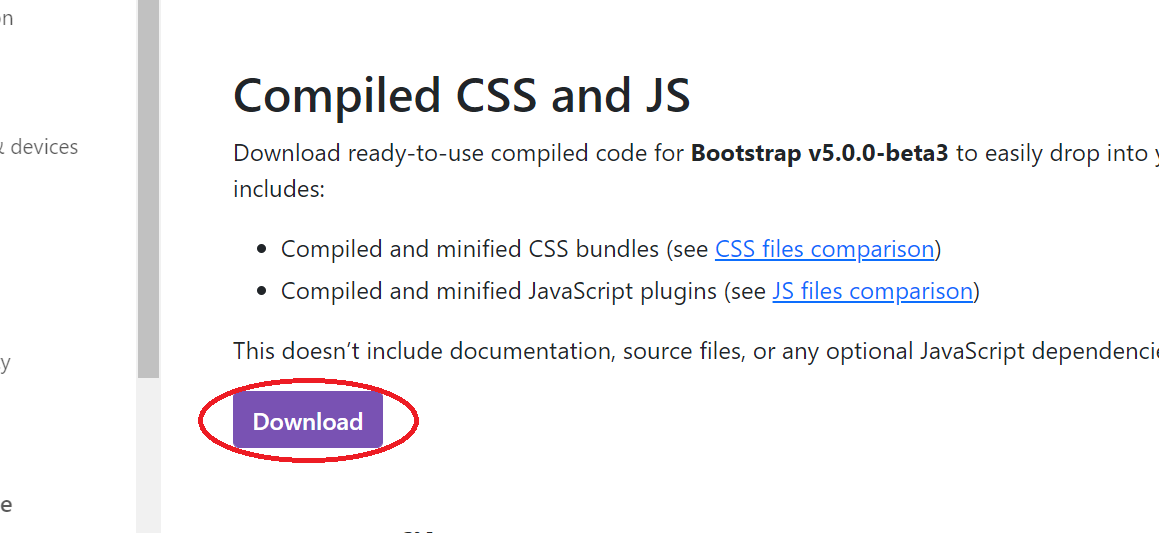 on
& devices
y
e
Compiled CSS and JS
Download ready-to-use compiled code for Bootstrap v5.0.0-beta3 to easily drop into
includes:
• Compiled and minified CSS bundles (see CSS files comparison)
• Compiled and minified JavaScript plugins (see JS files comparison)
This doesn’t include documentation, source files, or any optional JavaScript dependencie
Download